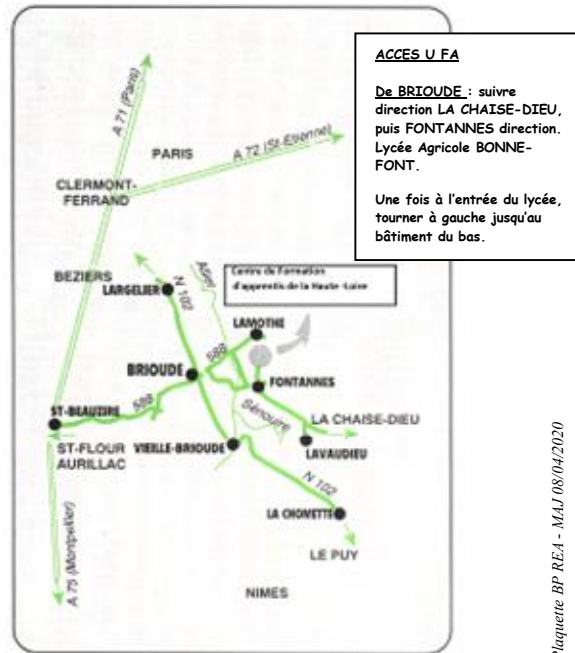 ACCES U FA
De BRIOUDE : suivre
direction LA CHAISE-DIEU,
puis FONTANNES direction.
Lycée Agricole BONNE-
FONT.
Une fois à l'entrée du lycée,
tourner à gauche jusqu'au
bâtiment du bas.
A 71 (Paris)
PARIS
A 72 (St-Etienne)
CLERMONT-
FERRAND
BEZIERS
LARGELIER
N 102
Allier
Centre de Formation
d'apprentis de la Haute -Loire
LAMOTHE
588
BRIOUDE
FONTANNES
588
ST-BEAUZIRE
Sénouire
LA CHAISE-DIEU
ST-FLOUR
AURILLAC
VIEILLE-BRIOUDE
LAVAUDIEU
N 102
A 75 (Montpellier)
LA CHOMETTE
LE PUY
NIMES
Plaquette BP REA - MAJ 08/04/2020